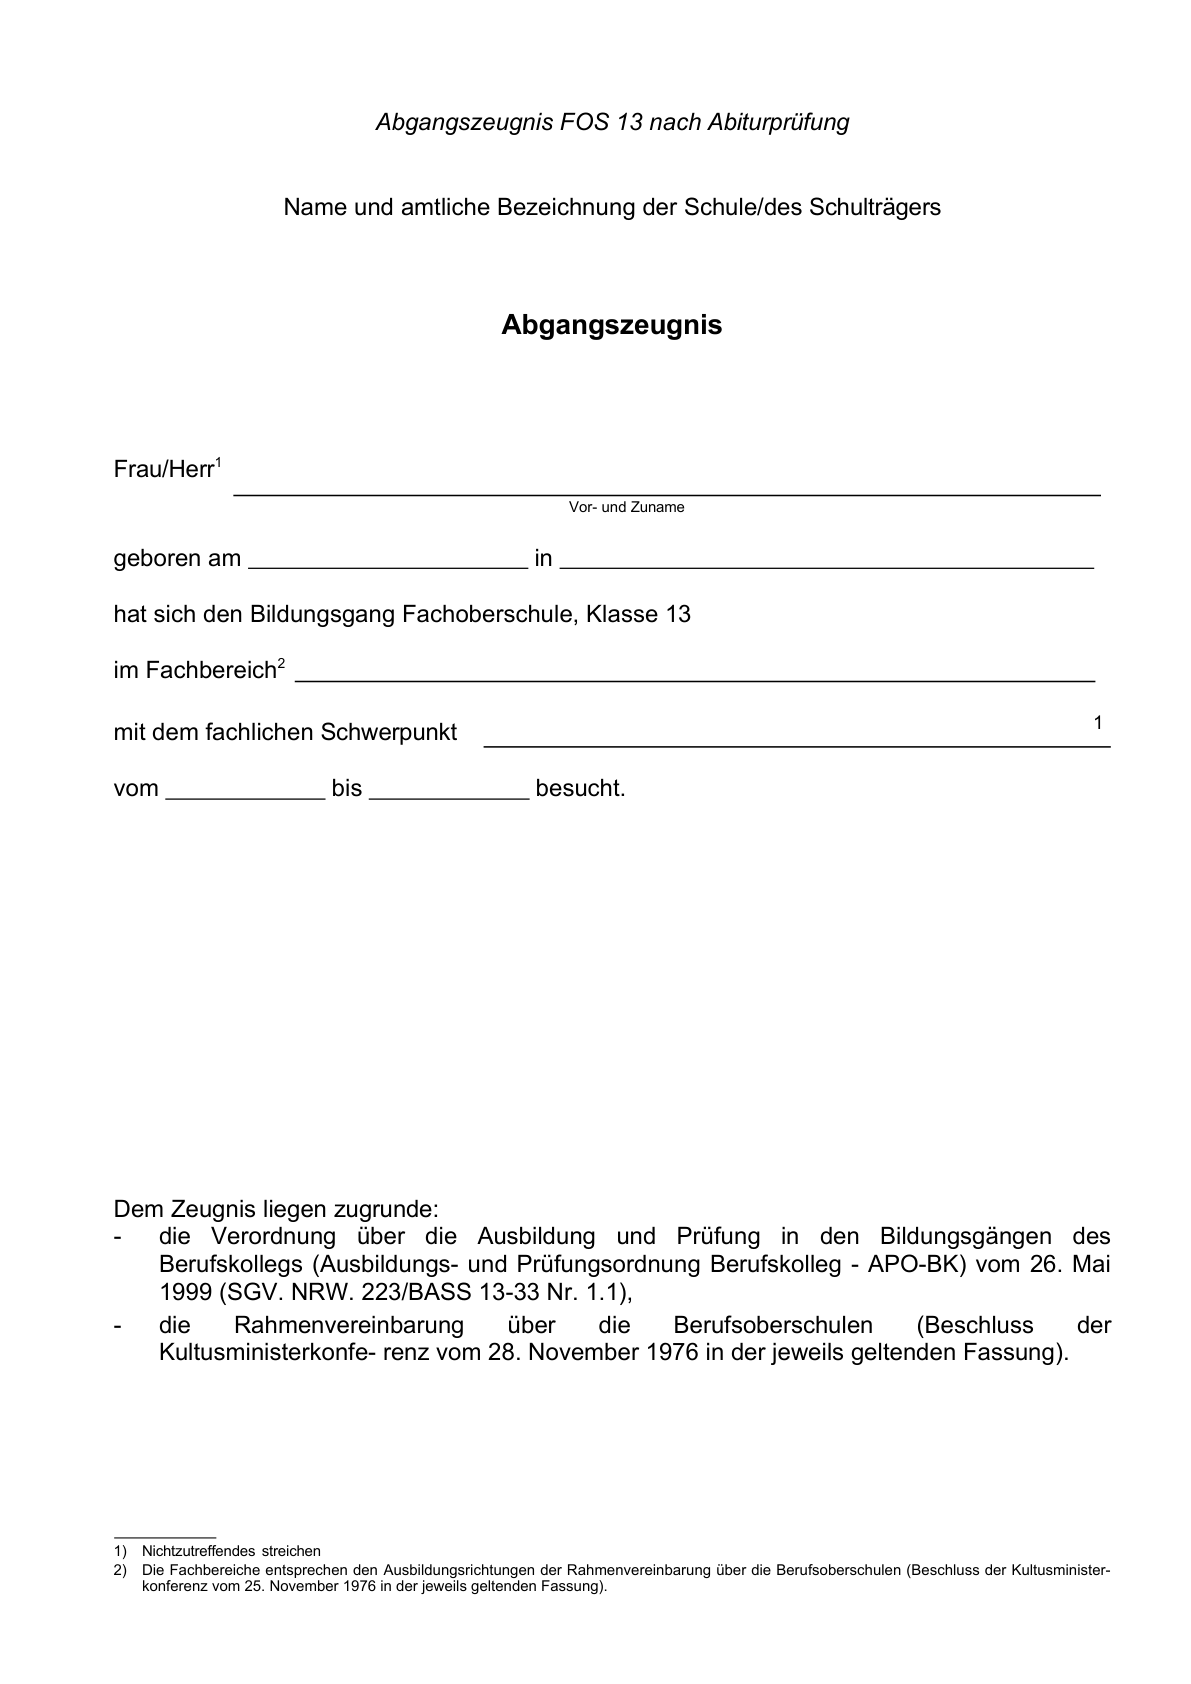 Abgangszeugnis FOS 13 nach Abiturprüfung
Name und amtliche Bezeichnung der Schule/des Schulträgers
Abgangszeugnis
Frau/Herr1
Vor- und Zuname
geboren am ____________________ in ______________________________________
hat sich den Bildungsgang Fachoberschule, Klasse 13
im Fachbereich2
mit dem fachlichen Schwerpunkt 1
vom ____________ bis ____________ besucht.
Dem Zeugnis liegen zugrunde:
- die Verordnung über die Ausbildung und Prüfung in den Bildungsgängen des
Berufskollegs (Ausbildungs- und Prüfungsordnung Berufskolleg - APO-BK) vom 26. Mai
1999 (SGV. NRW. 223/BASS 13-33 Nr. 1.1),
- die Rahmenvereinbarung über die Berufsoberschulen (Beschluss der
Kultusministerkonfe- renz vom 28. November 1976 in der jeweils geltenden Fassung).
1) Nichtzutreffendes streichen
2) Die Fachbereiche entsprechen den Ausbildungsrichtungen der Rahmenvereinbarung über die Berufsoberschulen (Beschluss der Kultusminister-
konferenz vom 25. November 1976 in der jeweils geltenden Fassung).